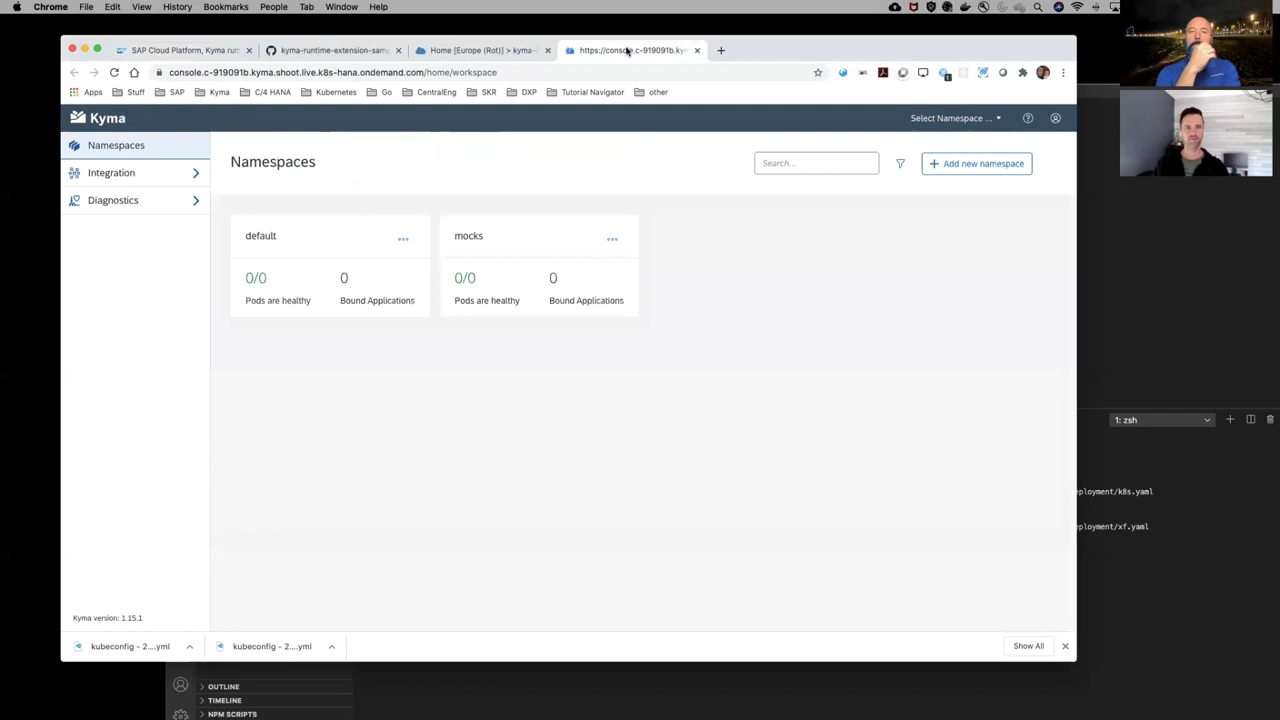 Chrome File Edit View History Bookmarks People Tab Window Help
SAP Cloud Platform, Kyma run
kyma-runtime-extension-sam
Home [Europe (Rot)] > kyma-
https://console.c-919091b.ky
console.c-919091b.kyma.shoot.live.k8s-hana.ondemand.com/home/workspace
Apps Stuff SAP Kyma C/4 HANA Kubernetes Go CentralEng SKR DXP Tutorial Navigator other
Kyma
Select Namespace ...
Namespaces
Integration
Diagnostics
Namespaces
Search...
Add new namespace
default
0/0
0
Pods are healthy
Bound Applications
mocks
0/0
0
Pods are healthy
Bound Applications
1: zsh
eployment/k8s.yaml
eployment/xf.yaml
Kyma version: 1.15.1
kubeconfig - 2....yml
kubeconfig - 2....yml
Show All
OUTLINE
TIMELINE
NPM SCRIPTS